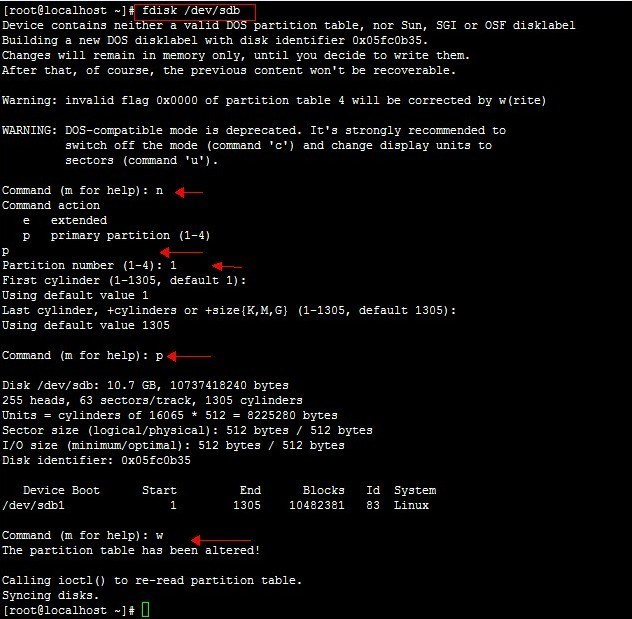 [root@localhost ~]# fdisk /dev/sdb
Device contains neither a valid DOS partition table, nor Sun, SGI or OSF disklabel
Building a new DOS disklabel with disk identifier 0x05fc0b35.
Changes will remain in memory only, until you decide to write them.
After that, of course, the previous content won't be recoverable.

Warning: invalid flag 0x0000 of partition table 4 will be corrected by w(rite)

WARNING: DOS-compatible mode is deprecated. It's strongly recommended to
         switch off the mode (command 'c') and change display units to
         sectors (command 'u').

Command (m for help): n
Command action
   e   extended
   p   primary partition (1-4)
p
Partition number (1-4): 1
First cylinder (1-1305, default 1):
Using default value 1
Last cylinder, +cylinders or +size{K,M,G} (1-1305, default 1305):
Using default value 1305

Command (m for help): p

Disk /dev/sdb: 10.7 GB, 10737418240 bytes
255 heads, 63 sectors/track, 1305 cylinders
Units = cylinders of 16065 * 512 = 8225280 bytes
Sector size (logical/physical): 512 bytes / 512 bytes
I/O size (minimum/optimal): 512 bytes / 512 bytes
Disk identifier: 0x05fc0b35

   Device Boot      Start         End      Blocks   Id  System
/dev/sdb1               1        1305    10482381   83  Linux

Command (m for help): w
The partition table has been altered!

Calling ioctl() to re-read partition table.
Syncing disks.
[root@localhost ~]#